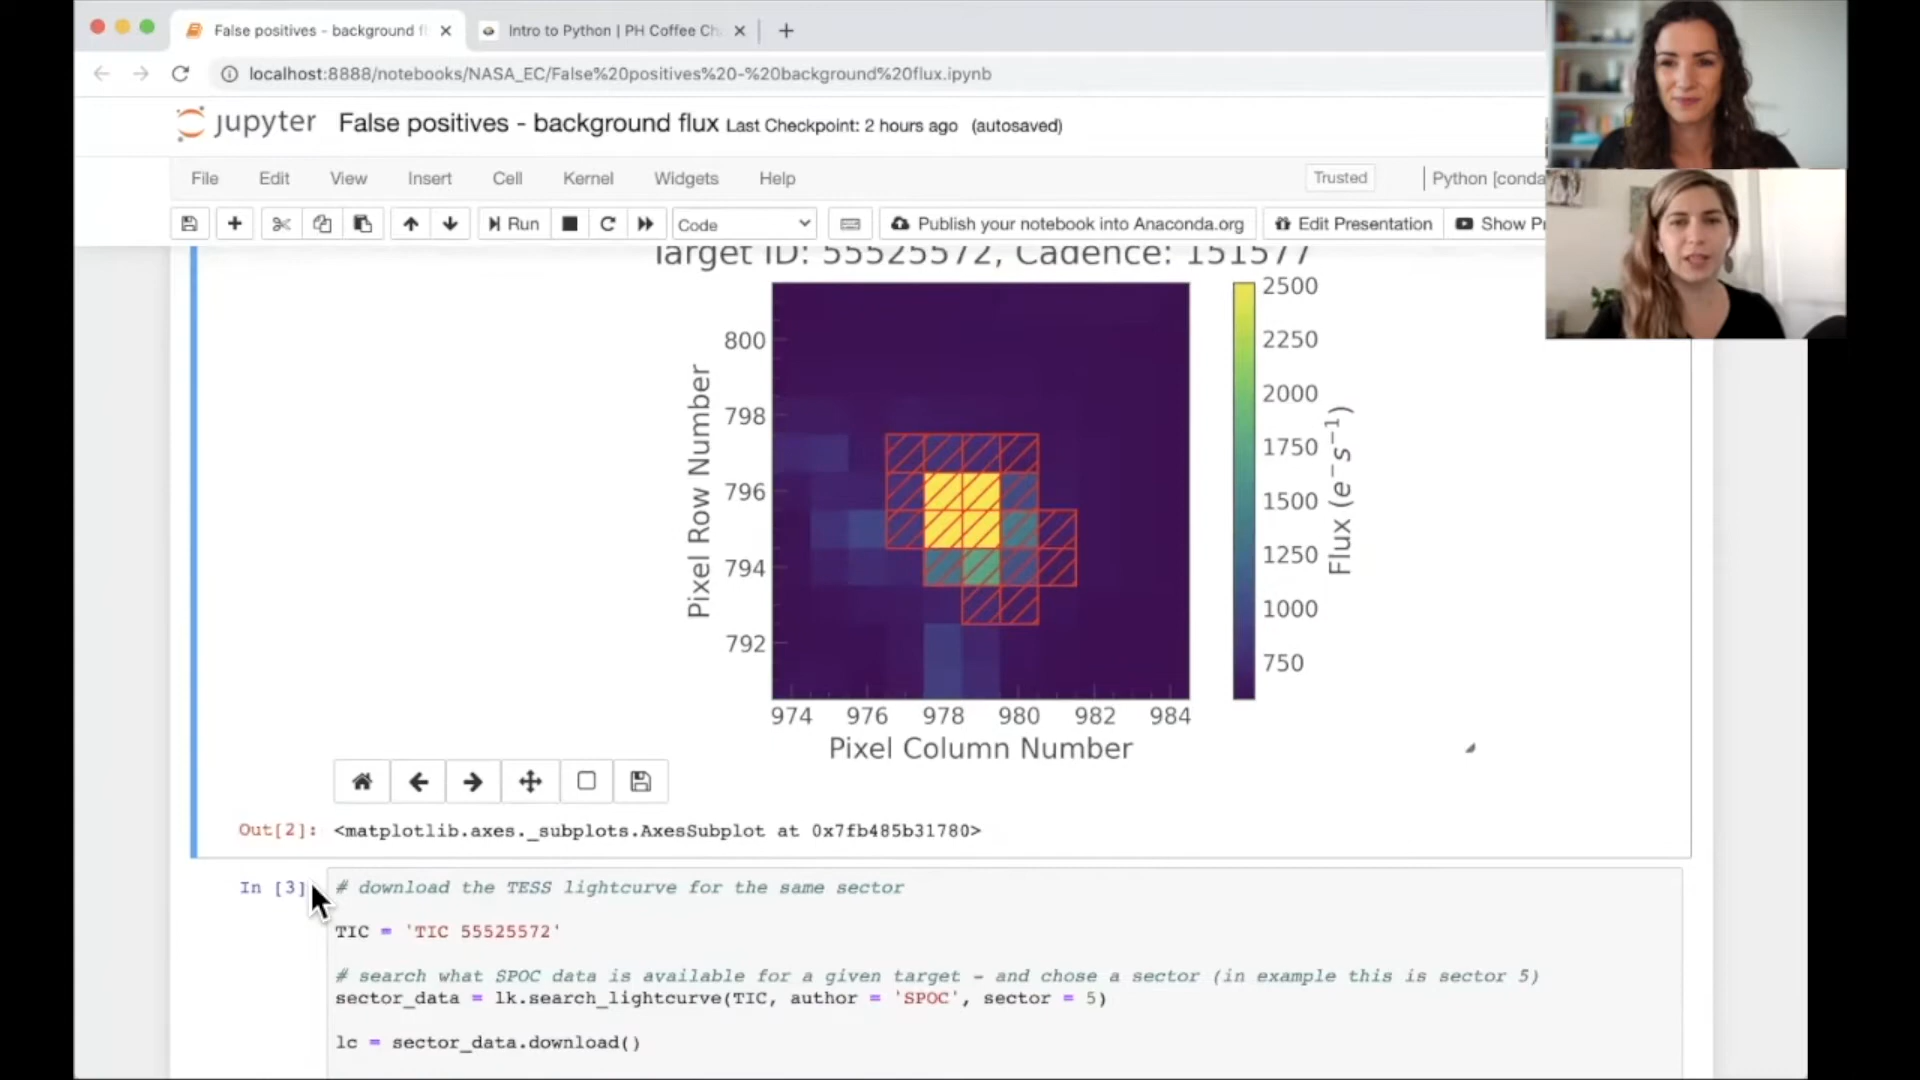 False positives - background fl
Intro to Python | PH Coffee Ch
localhost:8888/notebooks/NASA_EC/False%20positives%20-%20background%20flux.ipynb
jupyter False positives - background flux Last Checkpoint: 2 hours ago (autosaved)
File Edit View Insert Cell Kernel Widgets Help Trusted Python [conda
Run Code Publish your notebook into Anaconda.org Edit Presentation Show Pr
Target ID: 55525572, Cadence: 151577
Pixel Row Number
800
798
796
794
792
974 976 978 980 982 984
Pixel Column Number
2500
2250
2000
1750
1500
1250
1000
750
Flux (e⁻s⁻¹)
Out[2]: <matplotlib.axes._subplots.AxesSubplot at 0x7fb485b31780>
In [3] # download the TESS lightcurve for the same sector
TIC = 'TIC 55525572'
# search what SPOC data is available for a given target - and chose a sector (in example this is sector 5)
sector_data = lk.search_lightcurve(TIC, author = 'SPOC', sector = 5)
lc = sector_data.download()